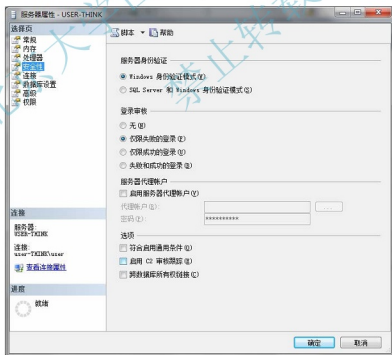 服务器属性 - USER-THINK
选择页
常规
内存
处理器
安全性
连接
数据库设置
高级
权限
脚本 帮助
服务器身份验证
Windows 身份验证模式(W)
SQL Server 和 Windows 身份验证模式(S)
登录审核
无(N)
仅限失败的登录(F)
仅限成功的登录(U)
失败和成功的登录(B)
服务器代理帐户
启用服务器代理帐户(V)
代理帐户(R):
...
密码(P):
**********
选项
符合启用通用条件(E)
启用 C2 审核跟踪(2)
跨数据库所有权链接(C)
连接
服务器:
USER-THINK
连接:
user-THINK\user
查看连接属性
进度
就绪
确定
取消